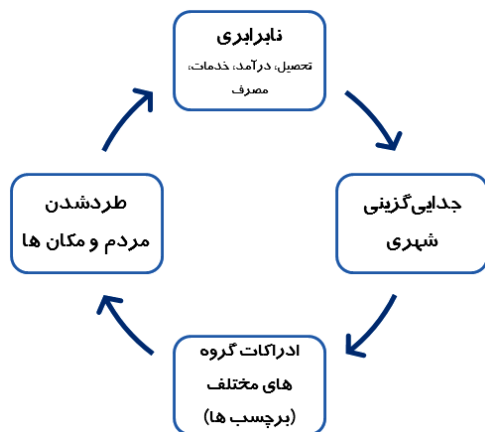 نابرابری
تحصیل، درآمد، خدمات،
مصرف
جدایی‌گزینی
شهری
ادراکات گروه
های مختلف
(برچسب ها)
طردشدن
مردم و مکان ها